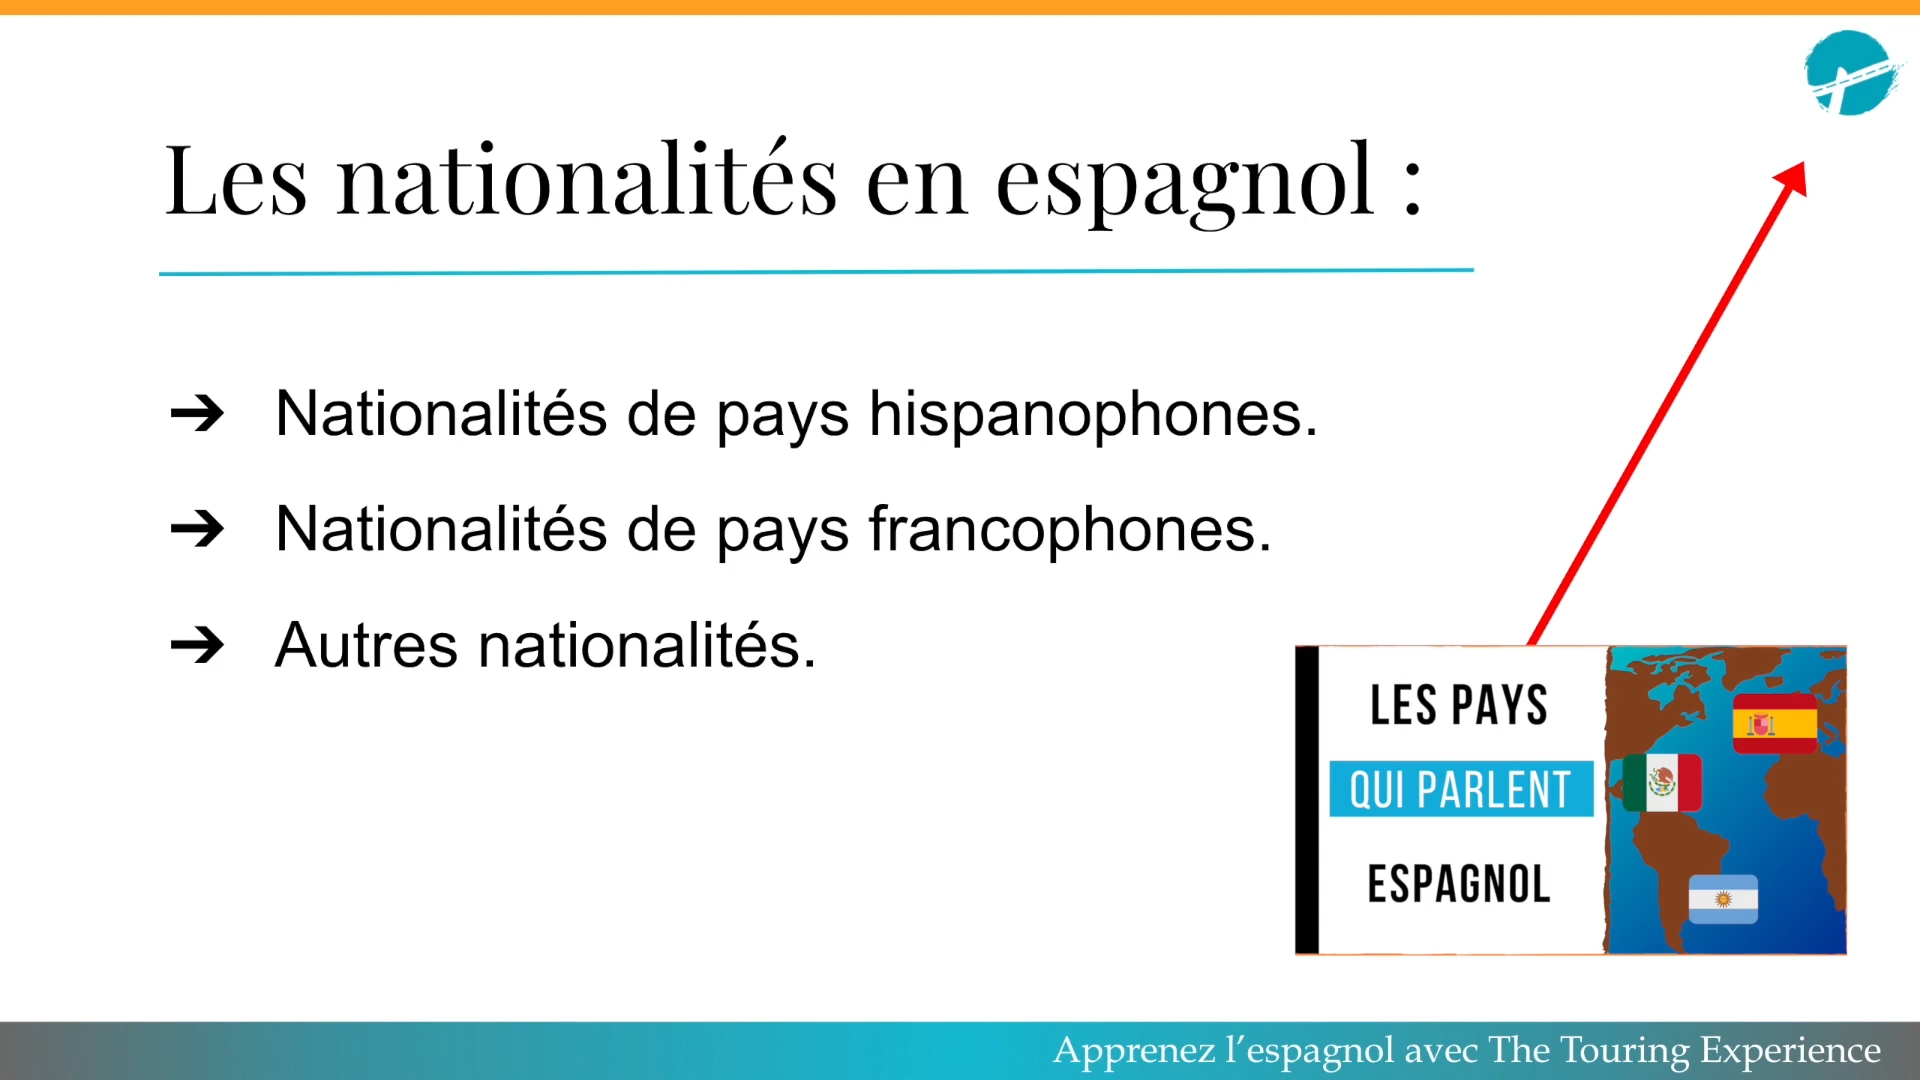 Les nationalités en espagnol :
➔ Nationalités de pays hispanophones.
➔ Nationalités de pays francophones.
➔ Autres nationalités.
LES PAYS
QUI PARLENT
ESPAGNOL
Apprenez l’espagnol avec The Touring Experience